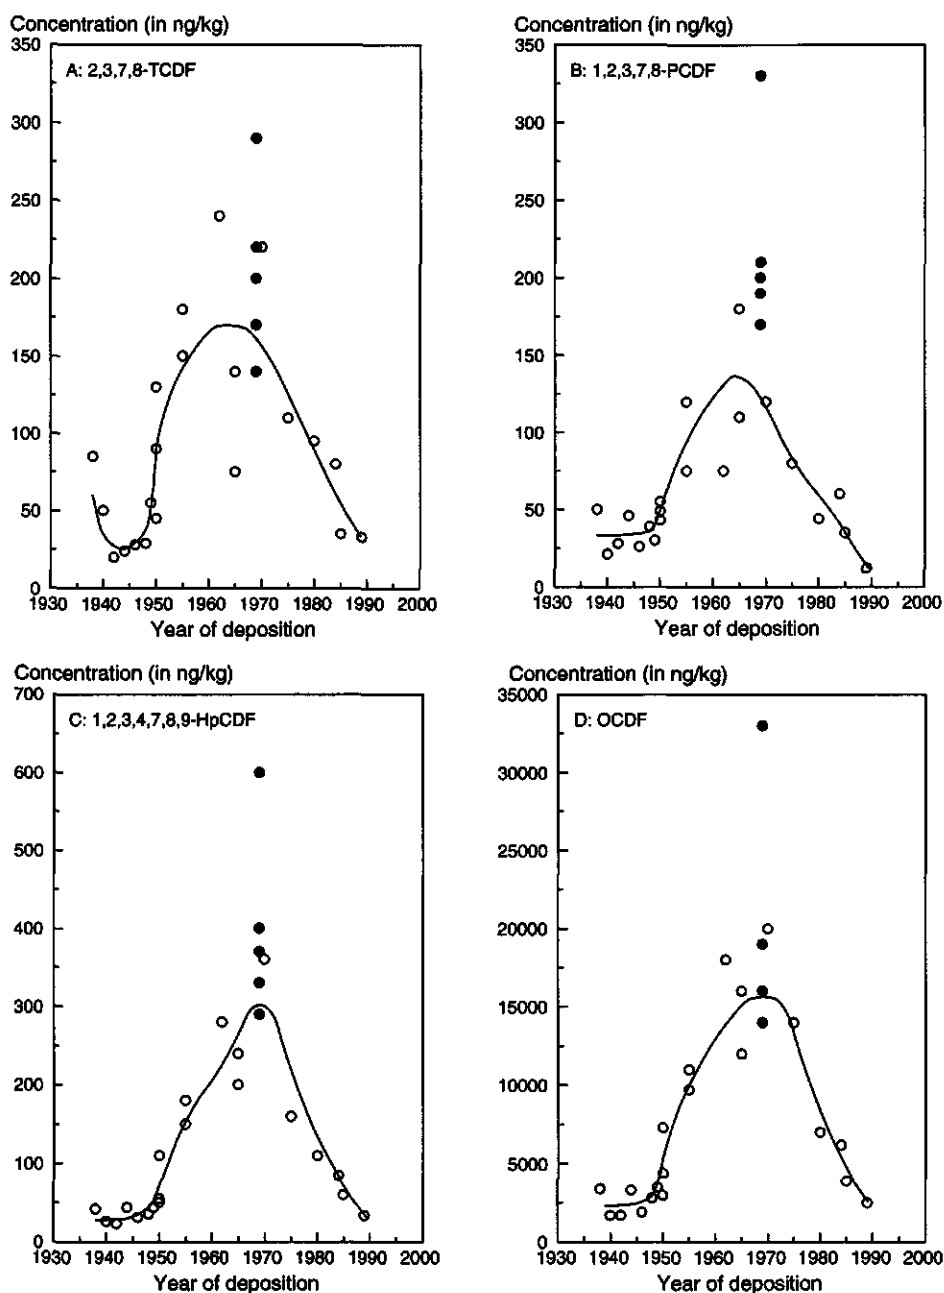 Concentration (in ng/kg)
350
300
250
200
150
100
50
0
A: 2,3,7,8-TCDF
1930 1940 1950 1960 1970 1980 1990 2000
Year of deposition
Concentration (in ng/kg)
350
300
250
200
150
100
50
0
B: 1,2,3,7,8-PCDF
1930 1940 1950 1960 1970 1980 1990 2000
Year of deposition
Concentration (in ng/kg)
700
600
500
400
300
200
100
0
C: 1,2,3,4,7,8,9-HpCDF
1930 1940 1950 1960 1970 1980 1990 2000
Year of deposition
Concentration (in ng/kg)
35000
30000
25000
20000
15000
10000
5000
0
D: OCDF
1930 1940 1950 1960 1970 1980 1990 2000
Year of deposition